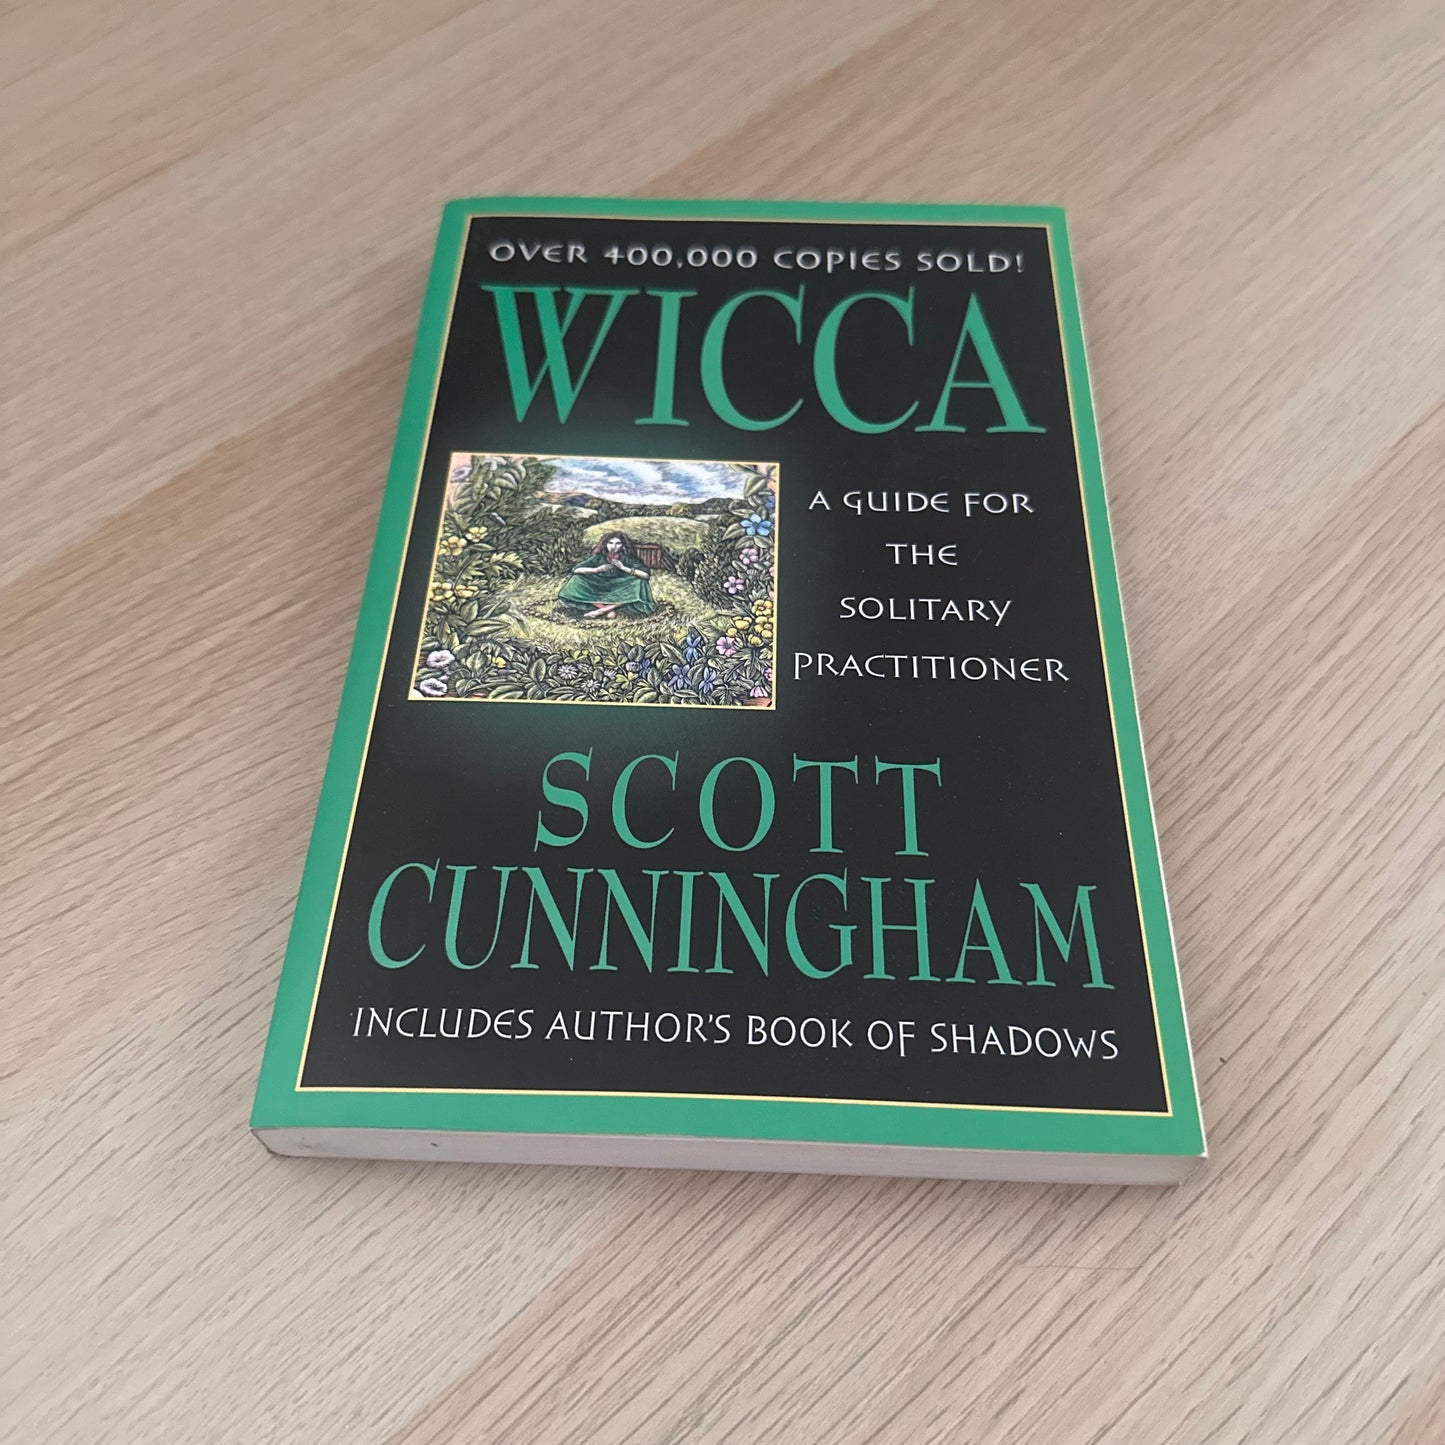 OVER 400,000 COPIES SOLD!
WICCA
A GUIDE FOR
THE
SOLITARY
PRACTITIONER
SCOTT
CUNNINGHAM
INCLUDES AUTHOR'S BOOK OF SHADOWS